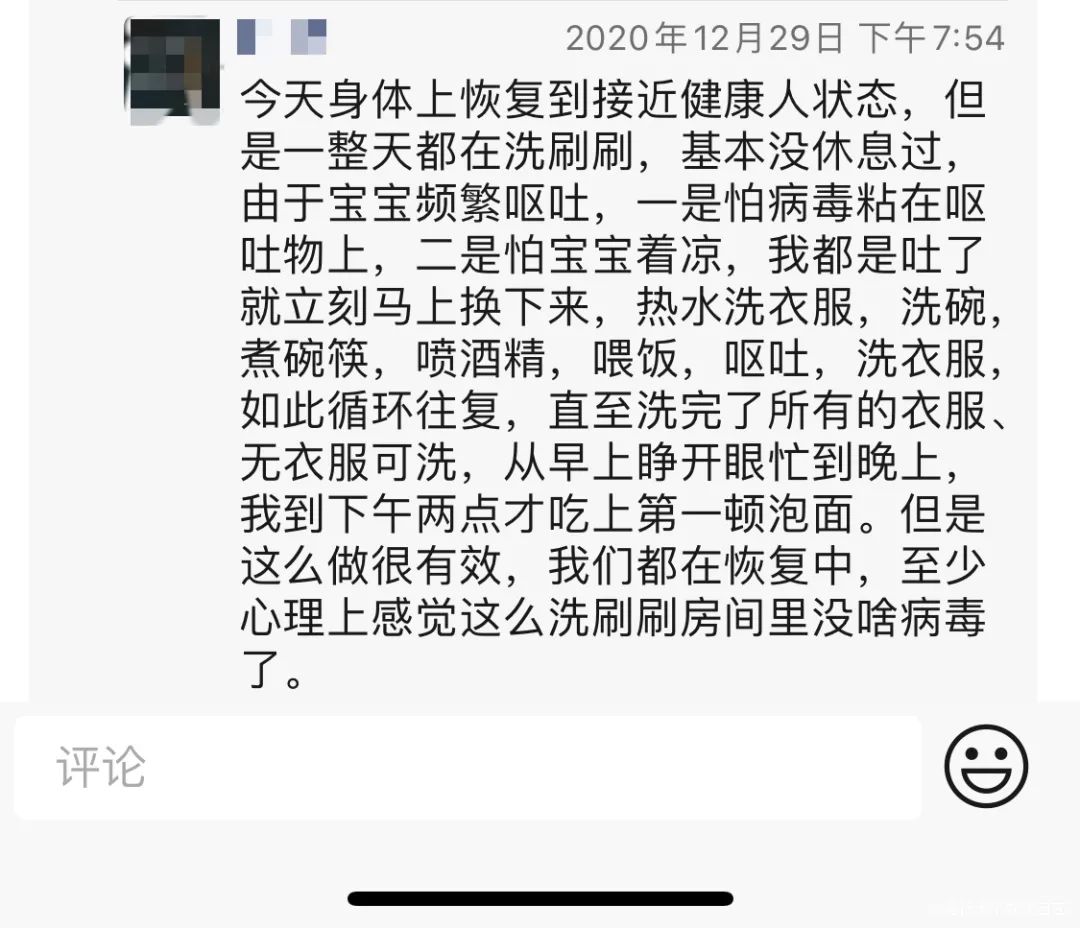 2020年12月29日 下午7:54
今天身体上恢复到接近健康人状态，但
是一整天都在洗刷刷，基本没休息过，
由于宝宝频繁呕吐，一是怕病毒粘在呕
吐物上，二是怕宝宝着凉，我都是吐了
就立刻马上换下来，热水洗衣服，洗碗，
煮碗筷，喷酒精，喂饭，呕吐，洗衣服，
如此循环往复，直至洗完了所有的衣服、
无衣服可洗，从早上睁开眼忙到晚上，
我到下午两点才吃上第一顿泡面。但是
这么做很有效，我们都在恢复中，至少
心理上感觉这么洗刷刷房间里没啥病毒
了。
评论